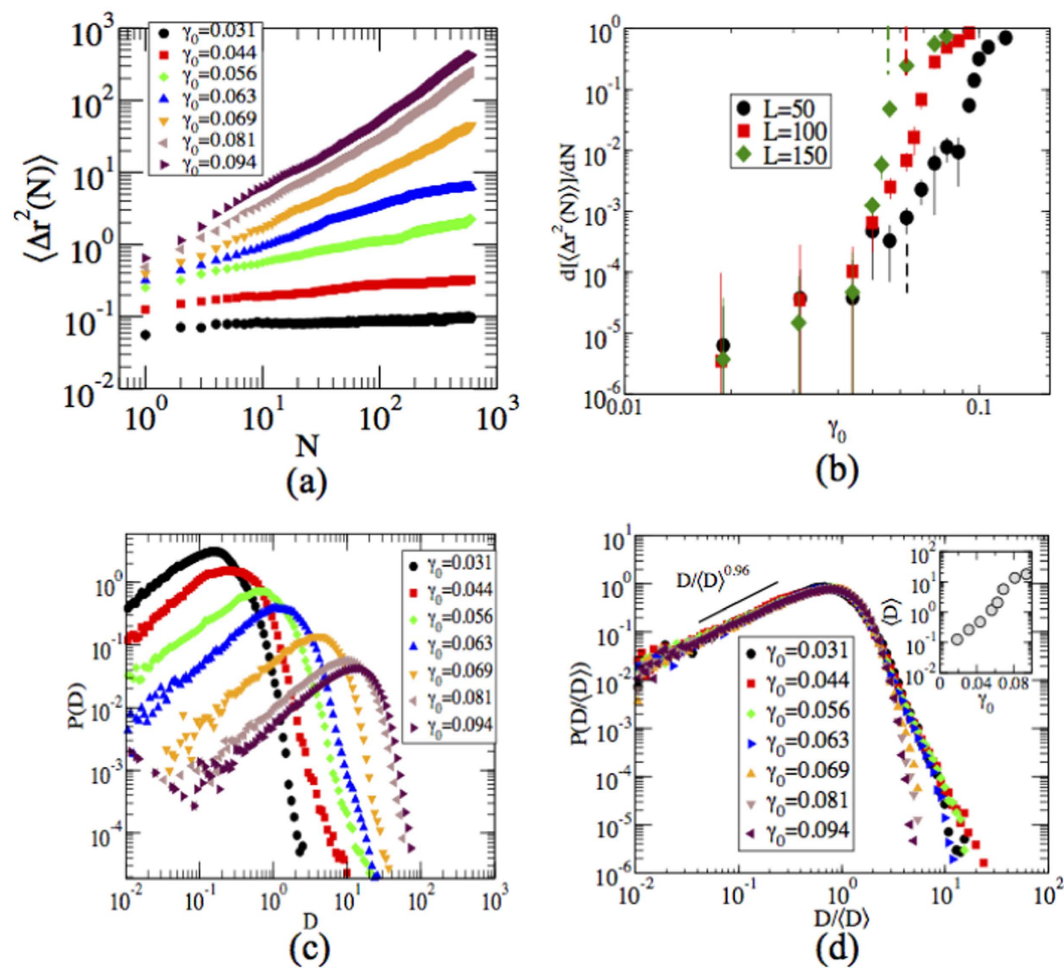 10³
10²
10¹
10⁰
10⁻¹
10⁻²
⟨Δr²(N)⟩
γ₀=0.031
γ₀=0.044
γ₀=0.056
γ₀=0.063
γ₀=0.069
γ₀=0.081
γ₀=0.094
10⁰ 10¹ 10² 10³
N
(a)
10⁰
10⁻¹
10⁻²
10⁻³
10⁻⁴
10⁻⁵
10⁻⁶
d[⟨Δr²(N)⟩]/dN
L=50
L=100
L=150
0.01 0.1
γ₀
(b)
10⁰
10⁻¹
10⁻²
10⁻³
10⁻⁴
P(D)
γ₀=0.031
γ₀=0.044
γ₀=0.056
γ₀=0.063
γ₀=0.069
γ₀=0.081
γ₀=0.094
10⁻² 10⁻¹ 10⁰ 10¹ 10² 10³
D
(c)
10¹
10⁰
10⁻¹
10⁻²
10⁻³
10⁻⁴
10⁻⁵
10⁻⁶
P(D/⟨D⟩)
D/⟨D⟩^0.96
γ₀=0.031
γ₀=0.044
γ₀=0.056
γ₀=0.063
γ₀=0.069
γ₀=0.081
γ₀=0.094
10²
10¹
10⁰
10⁻¹
10⁻²
⟨D⟩
0 0.04 0.08
γ₀
10⁻² 10⁻¹ 10⁰ 10¹ 10²
D/⟨D⟩
(d)